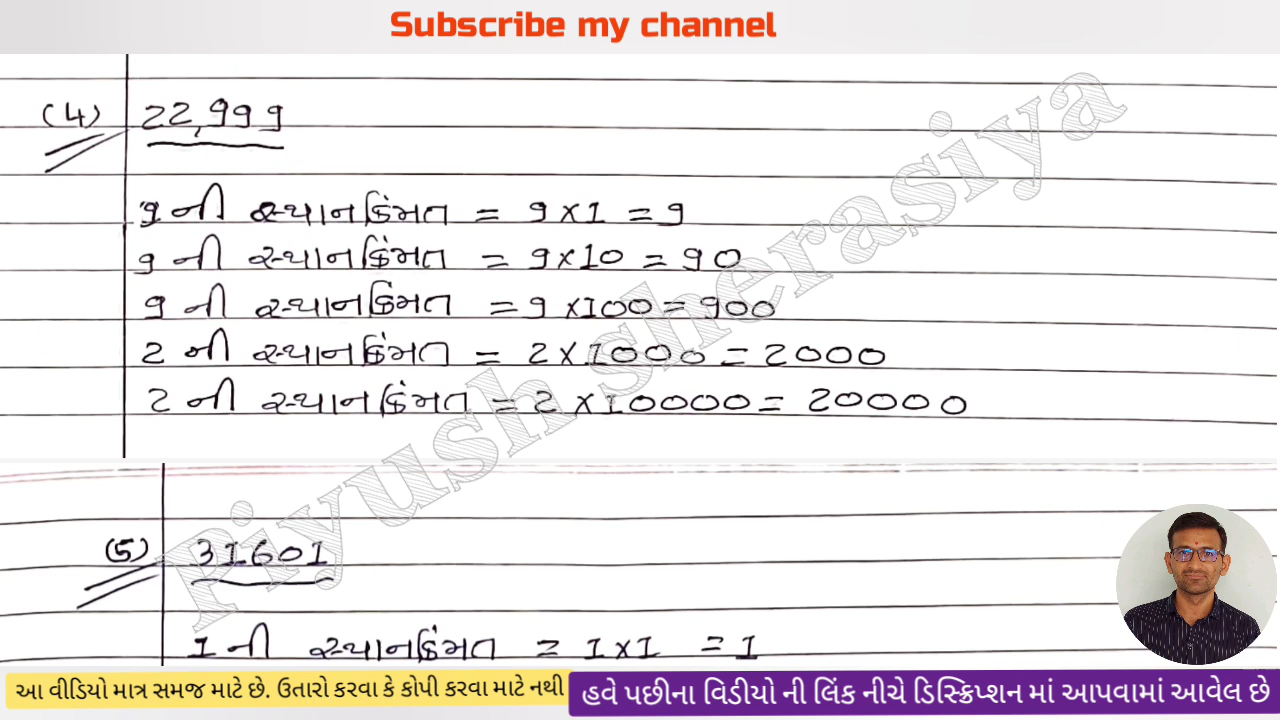 Subscribe my channel
(4) 22,999
9 ની સ્થાનકિંમત = 9 × 1 = 9
9 ની સ્થાનકિંમત = 9 × 10 = 90
9 ની સ્થાનકિંમત = 9 × 100 = 900
2 ની સ્થાનકિંમત = 2 × 1000 = 2000
2 ની સ્થાનકિંમત = 2 × 10000 = 20000
Piyush sherasiya
(5) 31601
1 ની સ્થાનકિંમત = 1 × 1 = 1
આ વીડિયો માત્ર સમજ માટે છે. ઉતારો કરવા કે કોપી કરવા માટે નથી
હવે પછીના વિડીયો ની લિંક નીચે ડિસ્ક્રિપ્શન માં આપવામાં આવેલ છે